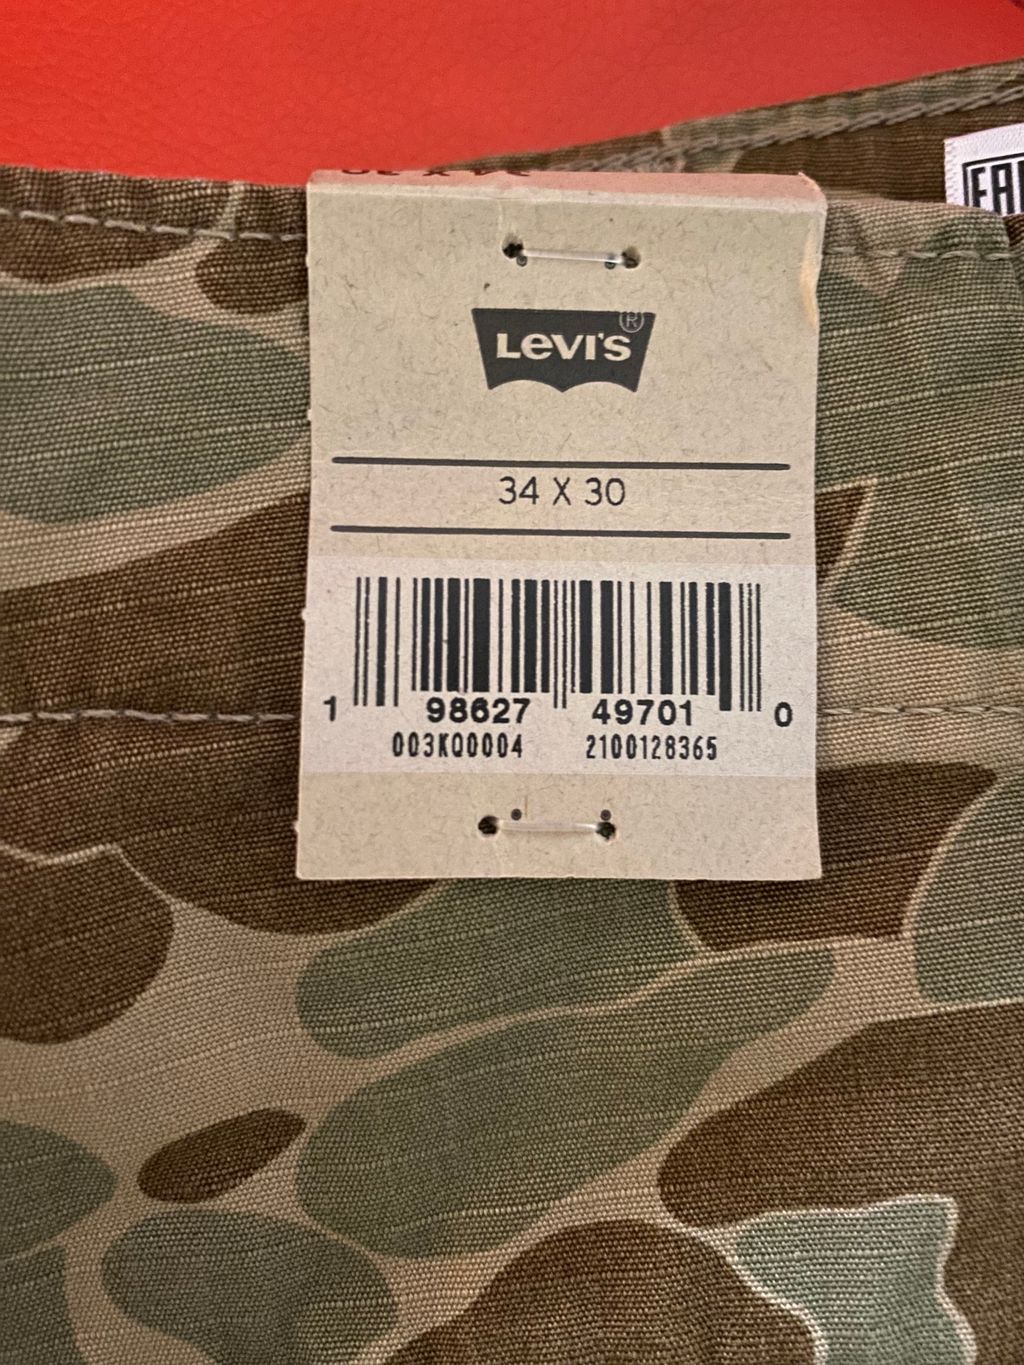 Levi's ®
34 X 30
1 98627 49701 0
003KQ0004 2100128365